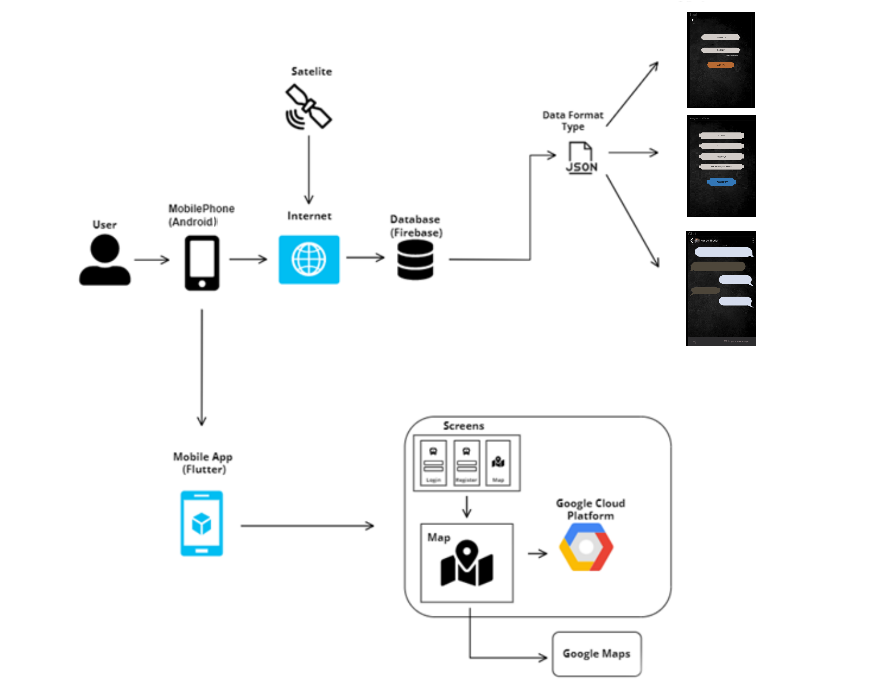 Satelite
Data Format
Type
JSON
User
MobilePhone
(Android)
Internet
Database
(Firebase)
Mobile App
(Flutter)
Screens
Login
Register
Map
Google Cloud
Platform
Map
Google Maps